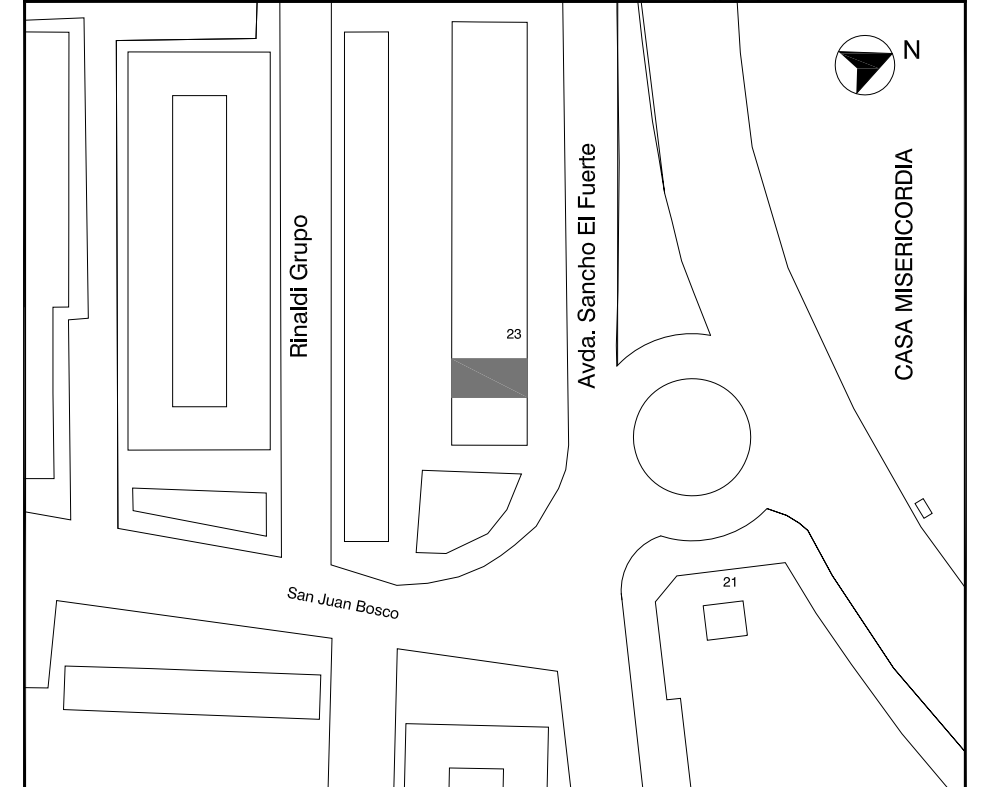 N
CASA MISERICORDIA
Avda. Sancho El Fuerte
Rinaldi Grupo
23
21
San Juan Bosco